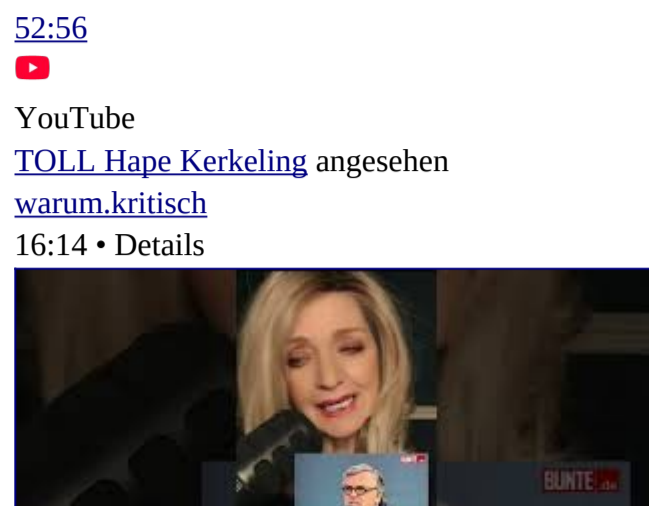 52:56
YouTube
TOLL Hape Kerkeling angesehen
warum.kritisch
16:14 • Details
BUNTE.de